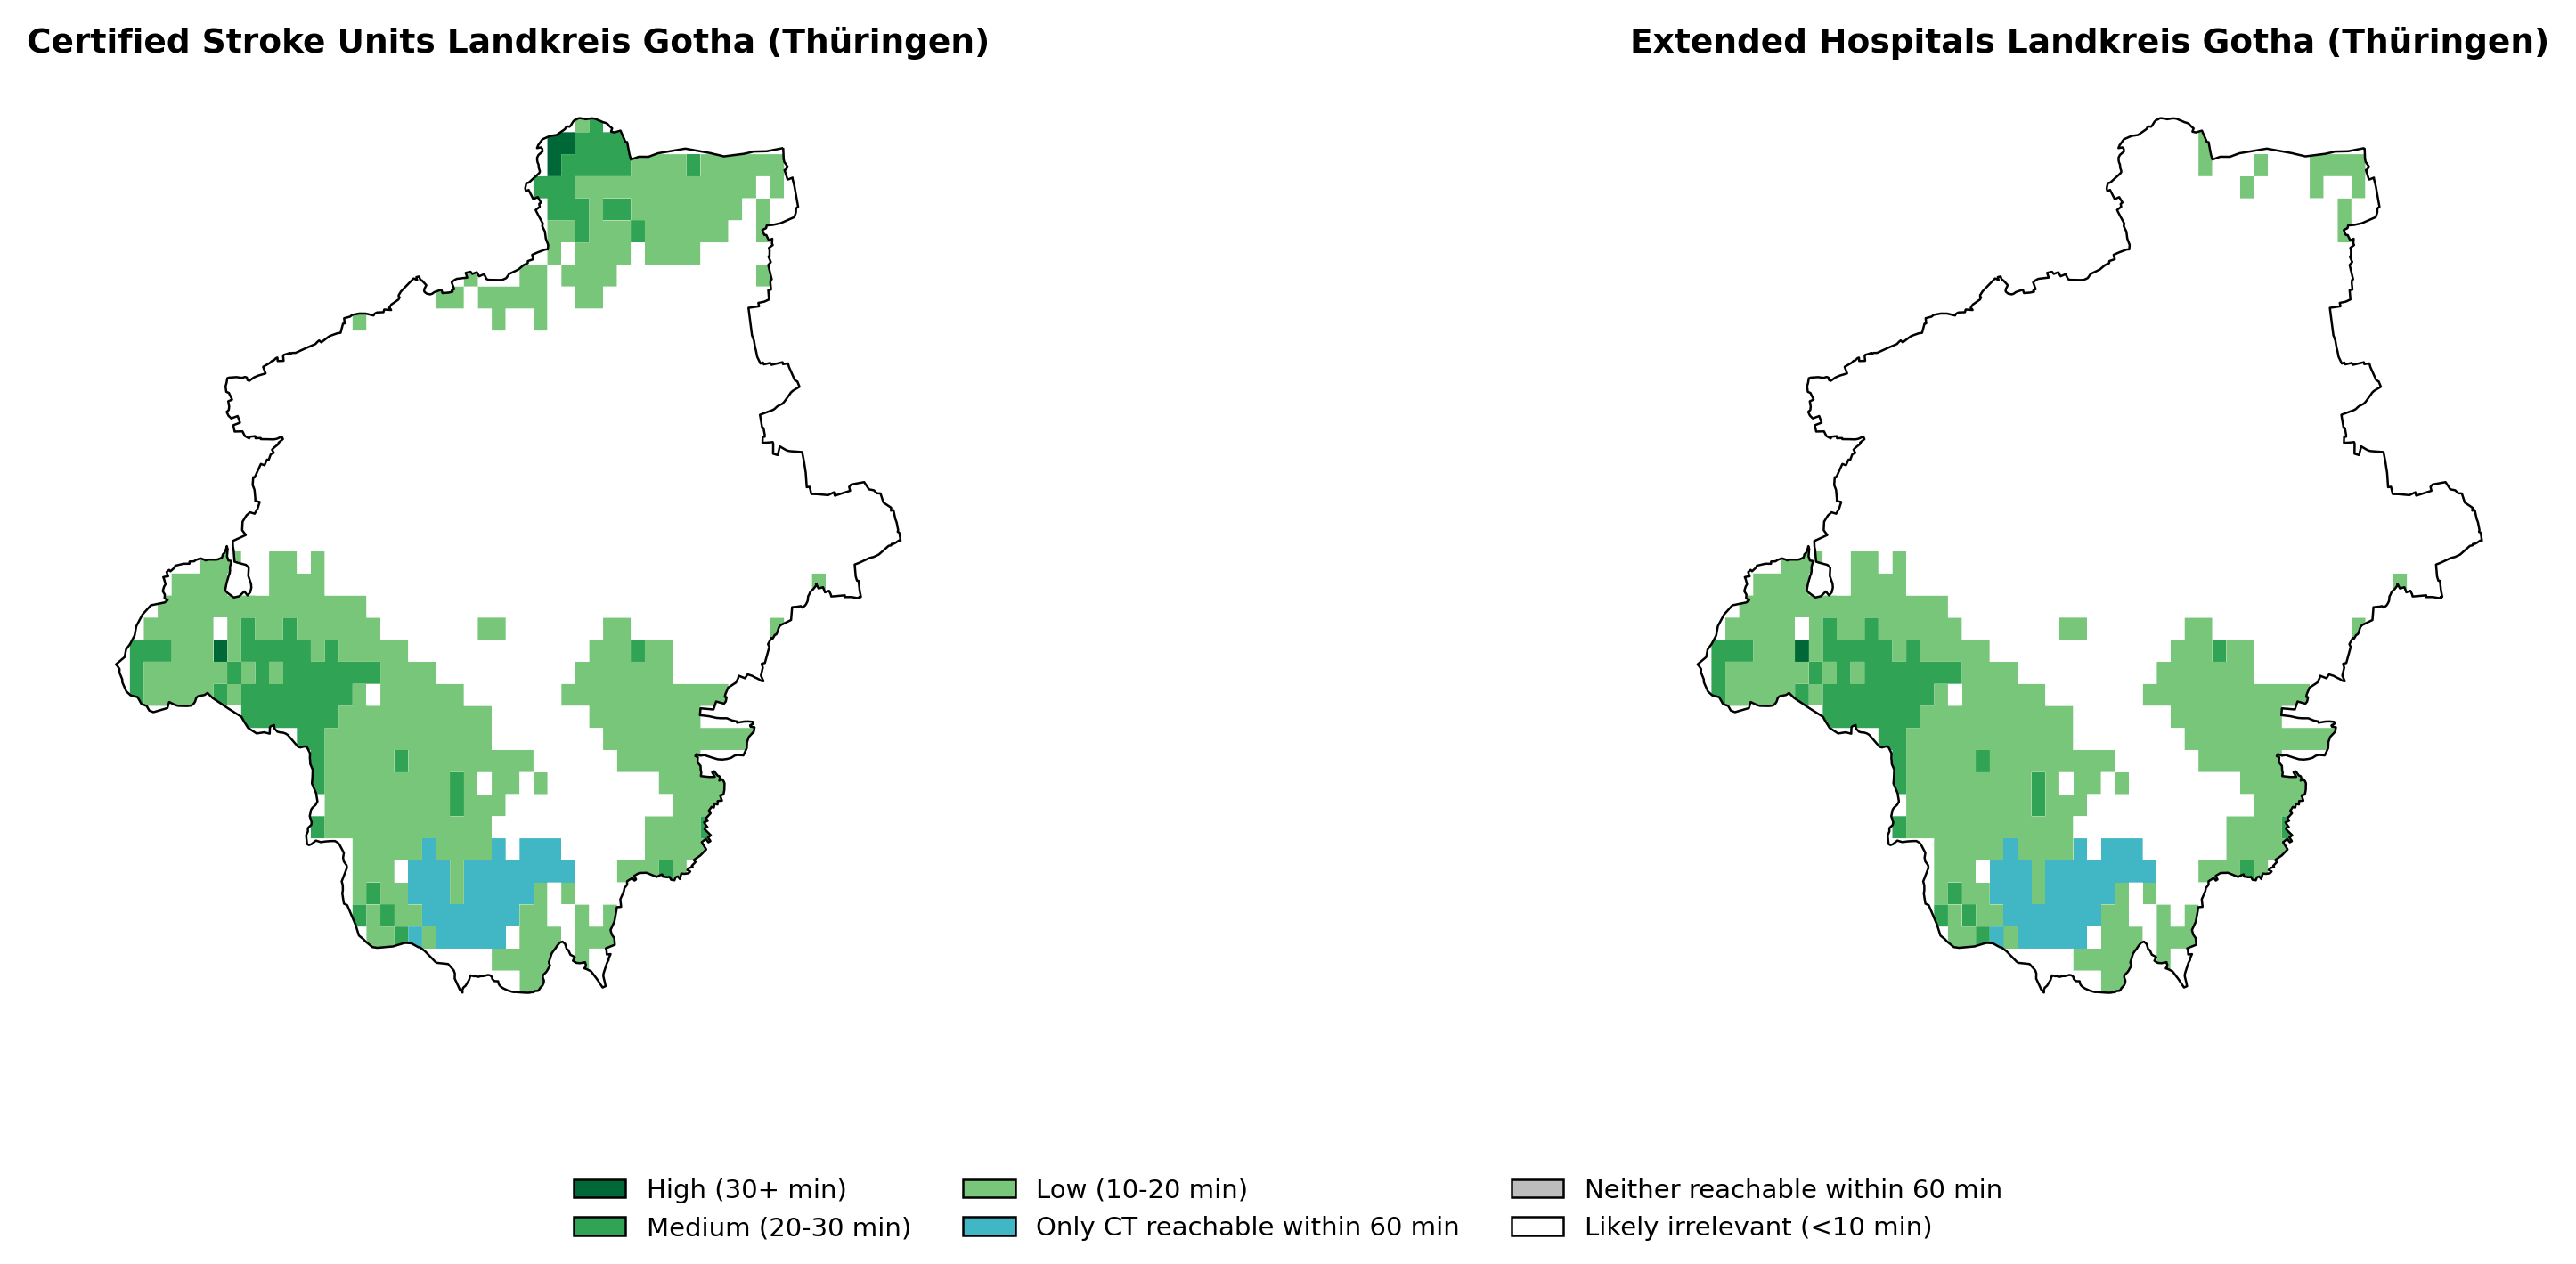 Certified Stroke Units Landkreis Gotha (Thüringen)
Extended Hospitals Landkreis Gotha (Thüringen)
High (30+ min)
Medium (20-30 min)
Low (10-20 min)
Only CT reachable within 60 min
Neither reachable within 60 min
Likely irrelevant (<10 min)